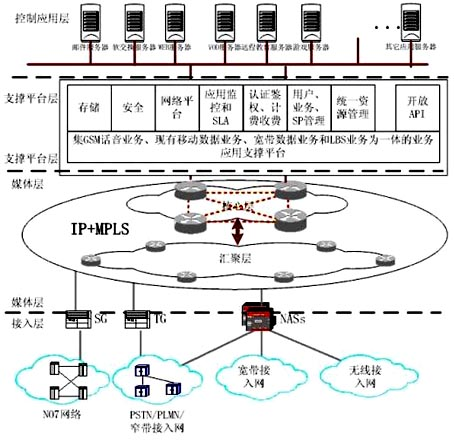 控制应用层
邮件服务器 软交换服务器 WEB服务器 VOD服务器 远程教育服务器 游戏服务器 其它应用服务器
支撑平台层
存储 安全 网络平台 应用监控和SLA 认证鉴权、计费收费 用户、业务、SP管理 统一资源管理 开放API
集GSM话音业务、现有移动数据业务、宽带数据业务和LBS业务为一体的业务
应用支撑平台
支撑平台层
媒体层
IP+MPLS
汇聚层
媒体层
接入层
SG TG NASs
NO7网络
PSTN/PLMN/
窄带接入网
宽带接
入网
无线接
入网